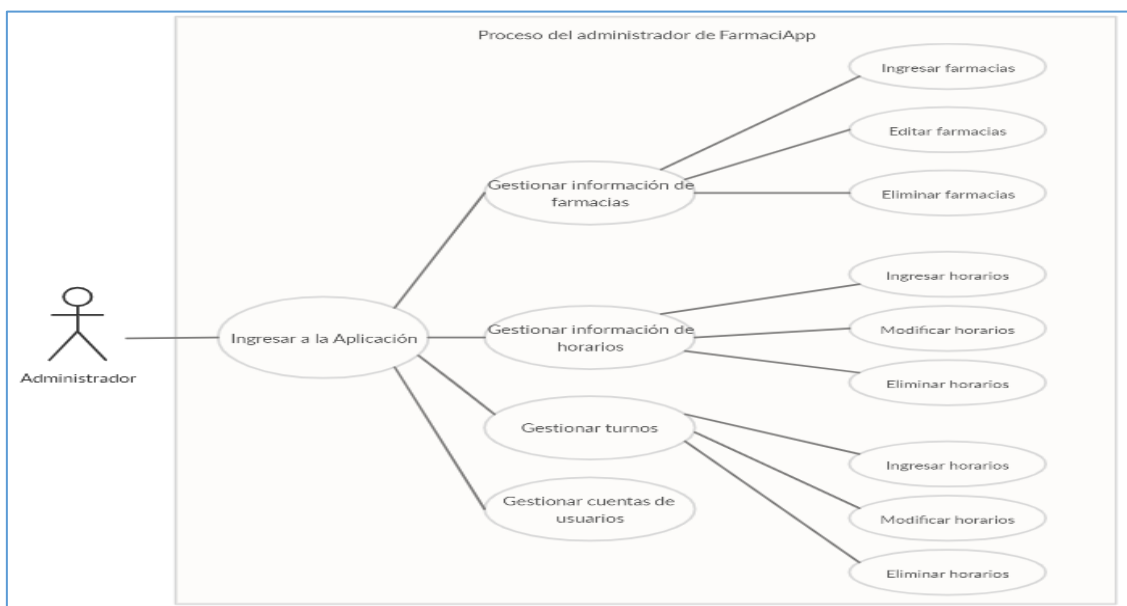 Proceso del administrador de FarmaciApp
Ingresar farmacias
Editar farmacias
Gestionar información de
farmacias
Eliminar farmacias
Ingresar horarios
Gestionar información de
horarios
Modificar horarios
Ingresar a la Aplicación
Administrador
Eliminar horarios
Gestionar turnos
Ingresar horarios
Gestionar cuentas de
usuarios
Modificar horarios
Eliminar horarios